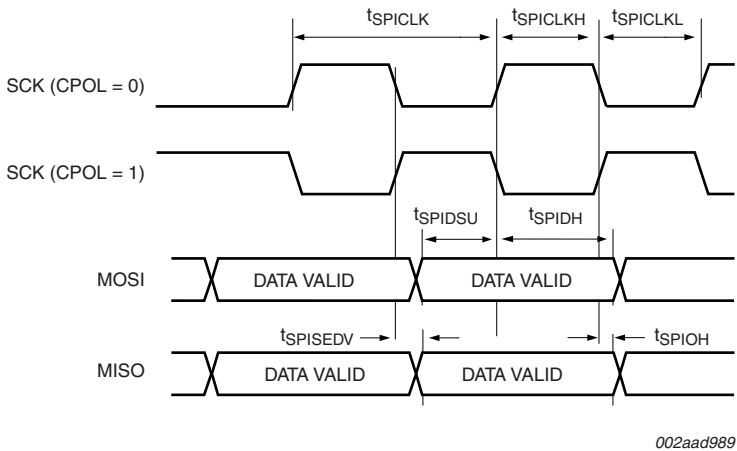 tSPICLK tSPICLKH tSPICLKL
SCK (CPOL = 0)
SCK (CPOL = 1)
tSPIDSU tSPIDH
MOSI DATA VALID DATA VALID
tSPISEDV tSPIOH
MISO DATA VALID DATA VALID
002aad989